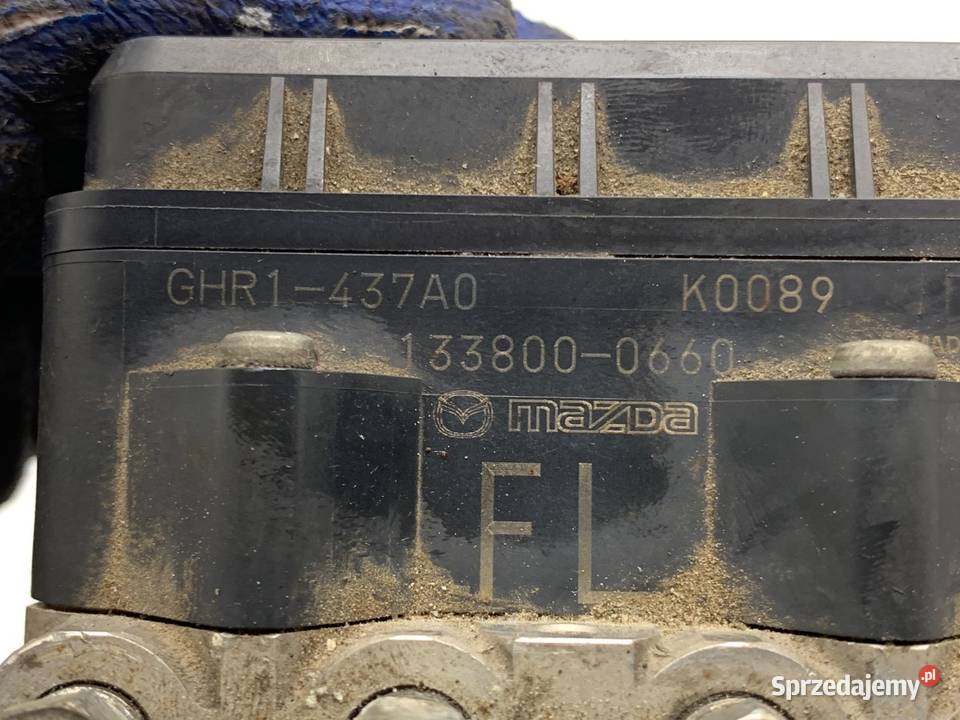 GHR1-437A0 K0089
133800-0660
mazda
FL
Sprzedajemy.pl